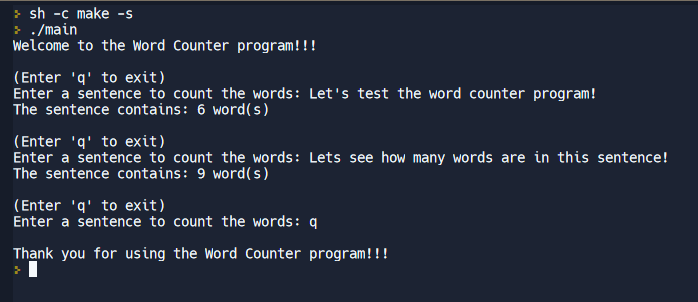 > sh -c make -s
> ./main
Welcome to the Word Counter program!!!
(Enter 'q' to exit)
Enter a sentence to count the words: Let's test the word counter program!
The sentence contains: 6 word(s)
(Enter 'q' to exit)
Enter a sentence to count the words: Lets see how many words are in this sentence!
The sentence contains: 9 word(s)
(Enter 'q' to exit)
Enter a sentence to count the words: q
Thank you for using the Word Counter program!!!
>